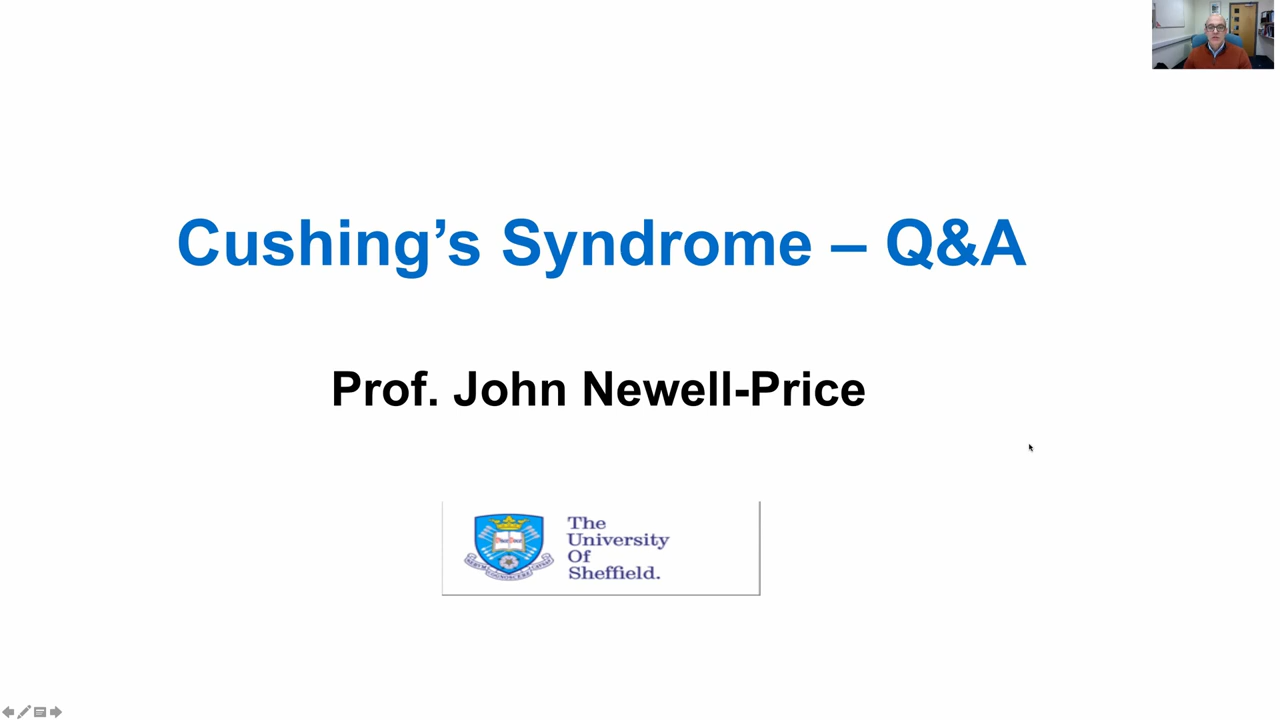 Cushing’s Syndrome – Q&A
Prof. John Newell-Price
The
University
Of
Sheffield.